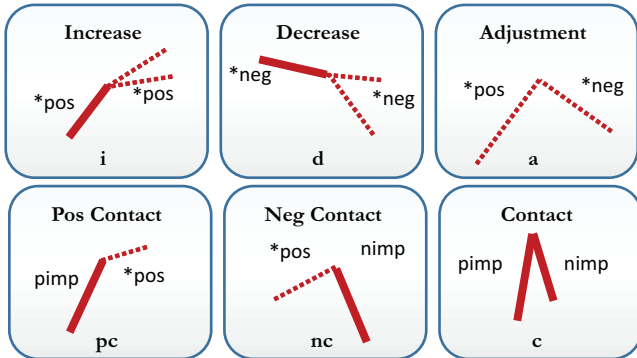 Increase
*pos
*pos
i
Decrease
*neg
*neg
d
Adjustment
*pos
*neg
a
Pos Contact
pimp
*pos
pc
Neg Contact
*pos
nimp
nc
Contact
pimp
nimp
c